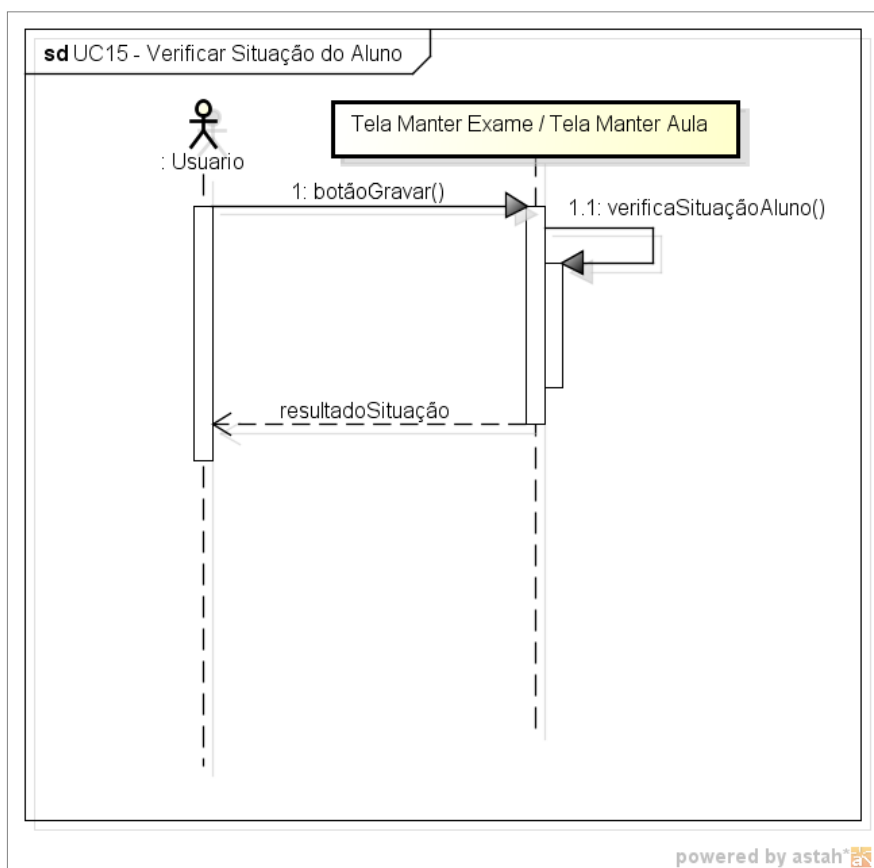 sd UC15 - Verificar Situação do Aluno
Tela Manter Exame / Tela Manter Aula
: Usuario
1: botãoGravar()
1.1: verificaSituaçãoAluno()
resultadoSituação
powered by astah*